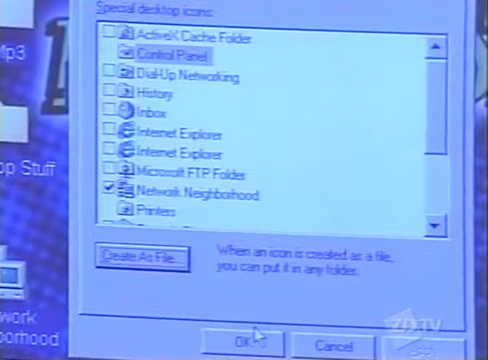 Special desktop icons:
ActiveX Cache Folder
Mp3
Control Panel
Dial-Up Networking
History
Inbox
Internet Explorer
Internet Explorer
op Stuff
Microsoft FTP Folder
Network Neighborhood
Printers
Create As File...
When an icon is created as a file,
you can put it in any folder.
work
borhood
OK
Cancel
ZDTV